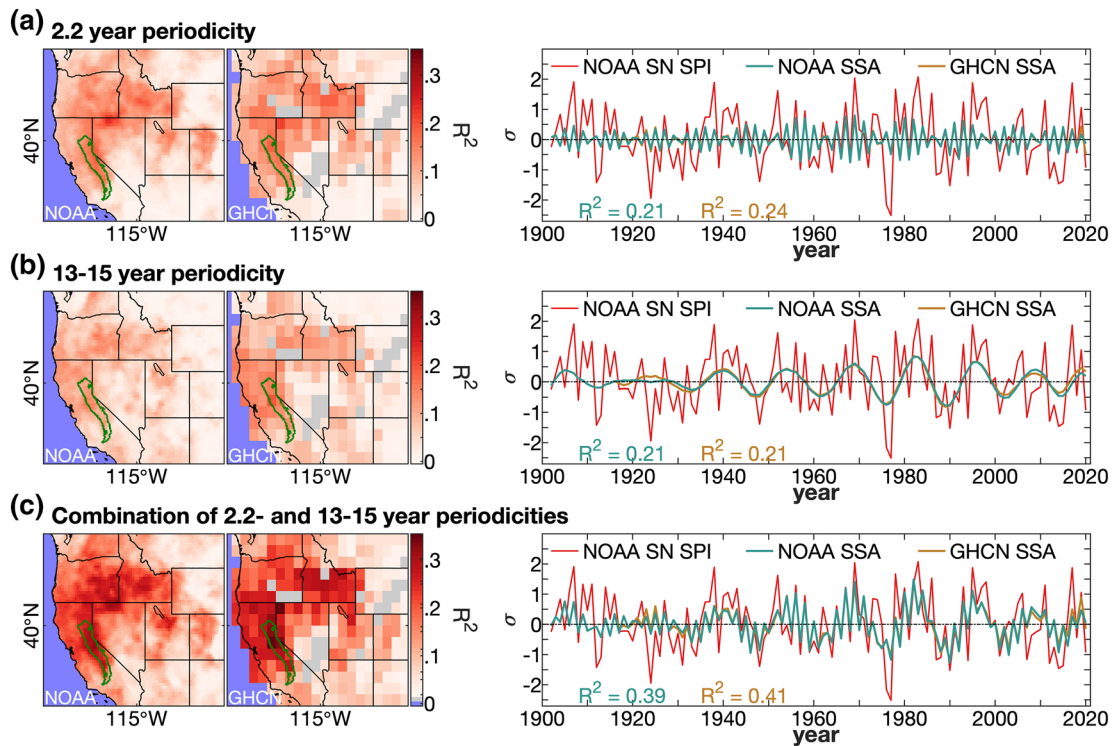 (a) 2.2 year periodicity
40°N
NOAA
GHCN
115°W
115°W
.3
.2
.1
0
R²
NOAA SN SPI
NOAA SSA
GHCN SSA
2
1
0
-1
-2
σ
R² = 0.21
R² = 0.24
1900
1920
1940
1960
1980
2000
2020
year
(b) 13-15 year periodicity
40°N
NOAA
GHCN
115°W
115°W
.3
.2
.1
0
R²
NOAA SN SPI
NOAA SSA
GHCN SSA
2
1
0
-1
-2
σ
R² = 0.21
R² = 0.21
1900
1920
1940
1960
1980
2000
2020
year
(c) Combination of 2.2- and 13-15 year periodicities
40°N
NOAA
GHCN
115°W
115°W
.3
.2
.1
0
R²
NOAA SN SPI
NOAA SSA
GHCN SSA
2
1
0
-1
-2
σ
R² = 0.39
R² = 0.41
1900
1920
1940
1960
1980
2000
2020
year